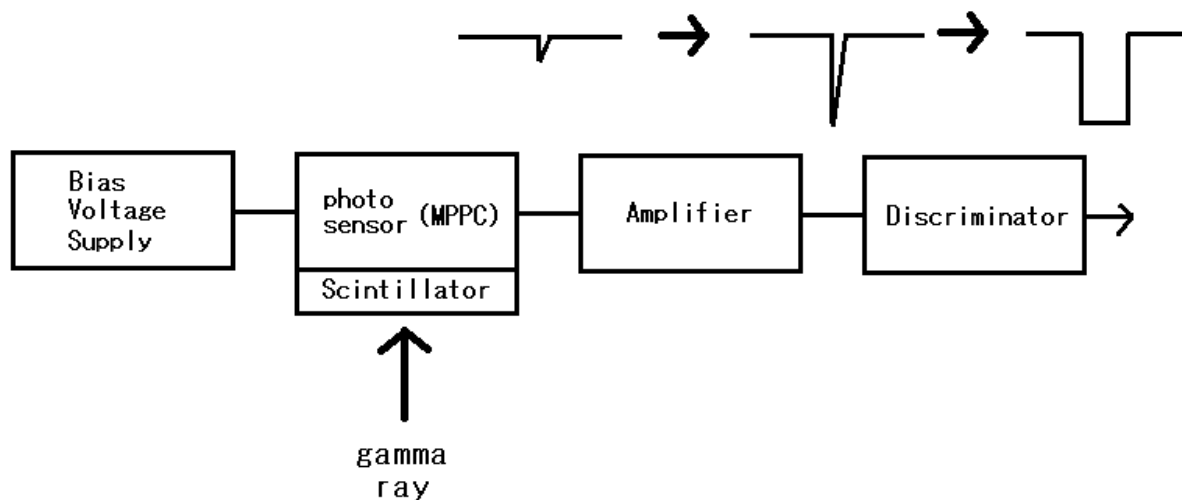 Bias
Voltage
Supply
photo
sensor (MPPC)
Scintillator
Amplifier
Discriminator
gamma
ray